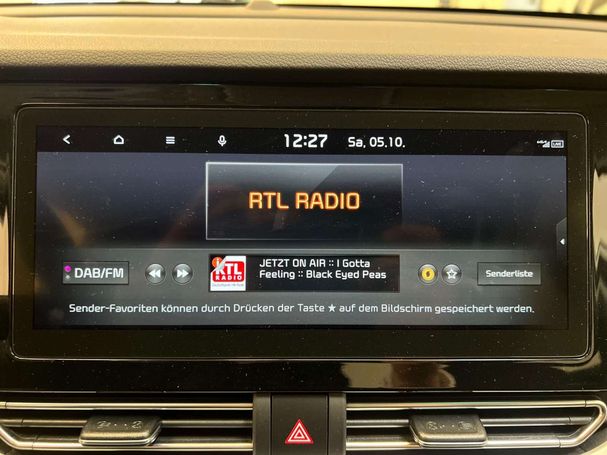 12:27
Sa, 05.10.
LIVE
RTL RADIO
DAB/FM
RTL
RADIO
JETZT ON AIR :: I Gotta
Feeling :: Black Eyed Peas
Senderliste
Sender-Favoriten können durch Drücken der Taste ★ auf dem Bildschirm gespeichert werden.